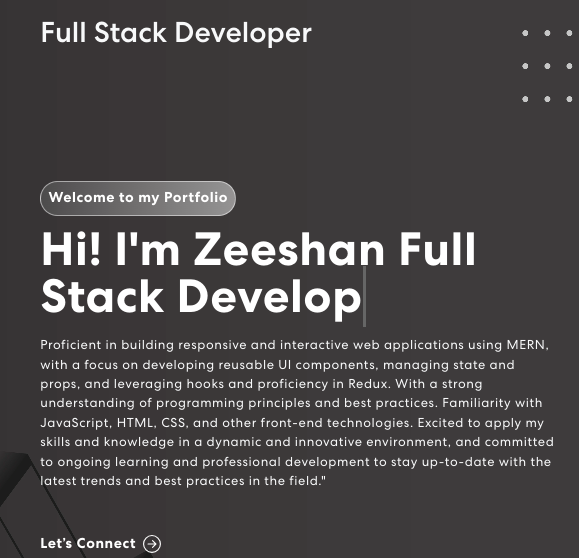 Full Stack Developer
Welcome to my Portfolio
Hi! I'm Zeeshan Full
Stack Develop
Proficient in building responsive and interactive web applications using MERN,
with a focus on developing reusable UI components, managing state and
props, and leveraging hooks and proficiency in Redux. With a strong
understanding of programming principles and best practices. Familiarity with
JavaScript, HTML, CSS, and other front-end technologies. Excited to apply my
skills and knowledge in a dynamic and innovative environment, and committed
to ongoing learning and professional development to stay up-to-date with the
latest trends and best practices in the field."
Let's Connect